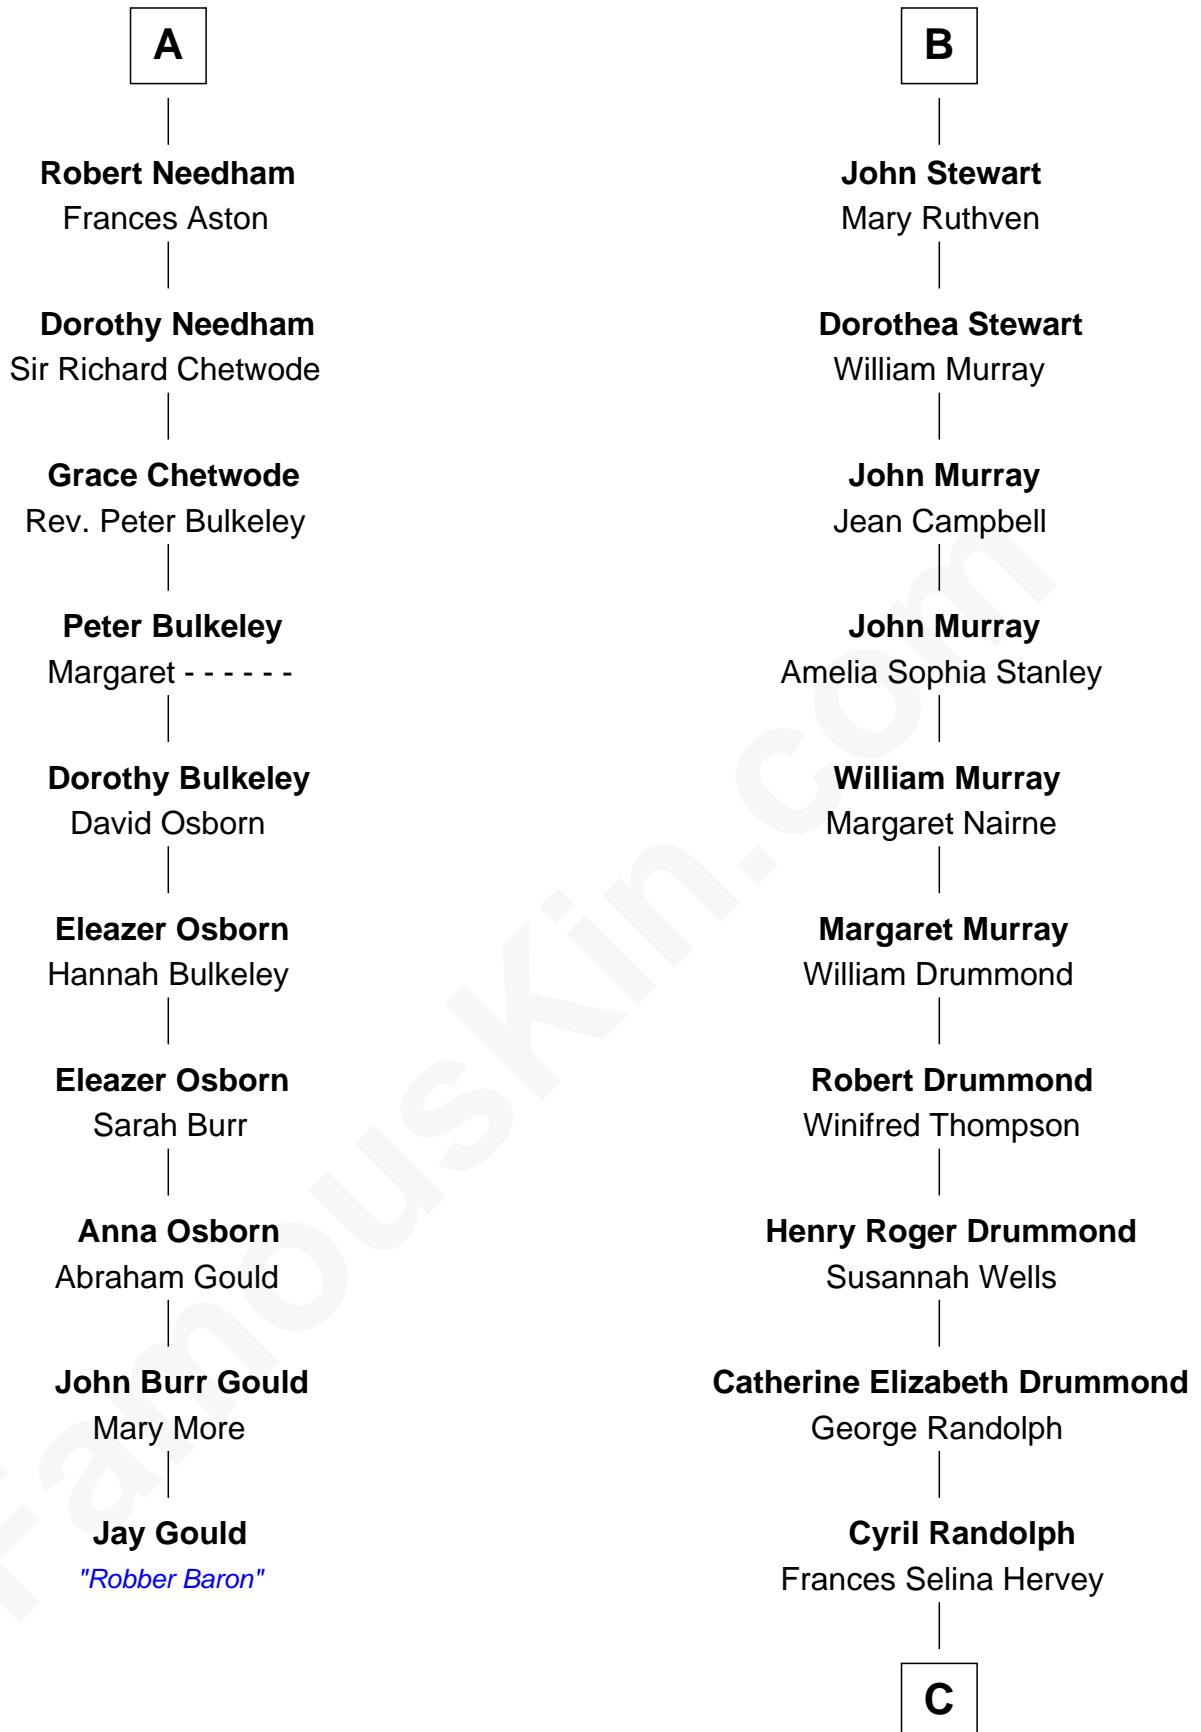 A
Robert Needham
Frances Aston
Dorothy Needham
Sir Richard Chetwode
Grace Chetwode
Rev. Peter Bulkeley
Peter Bulkeley
Margaret - - - - - -
Dorothy Bulkeley
David Osborn
Eleazer Osborn
Hannah Bulkeley
Eleazer Osborn
Sarah Burr
Anna Osborn
Abraham Gould
John Burr Gould
Mary More
Jay Gould
"Robber Baron"
B
John Stewart
Mary Ruthven
Dorothea Stewart
William Murray
John Murray
Jean Campbell
John Murray
Amelia Sophia Stanley
William Murray
Margaret Nairne
Margaret Murray
William Drummond
Robert Drummond
Winifred Thompson
Henry Roger Drummond
Susannah Wells
Catherine Elizabeth Drummond
George Randolph
Cyril Randolph
Frances Selina Hervey
C
FamousKin.com